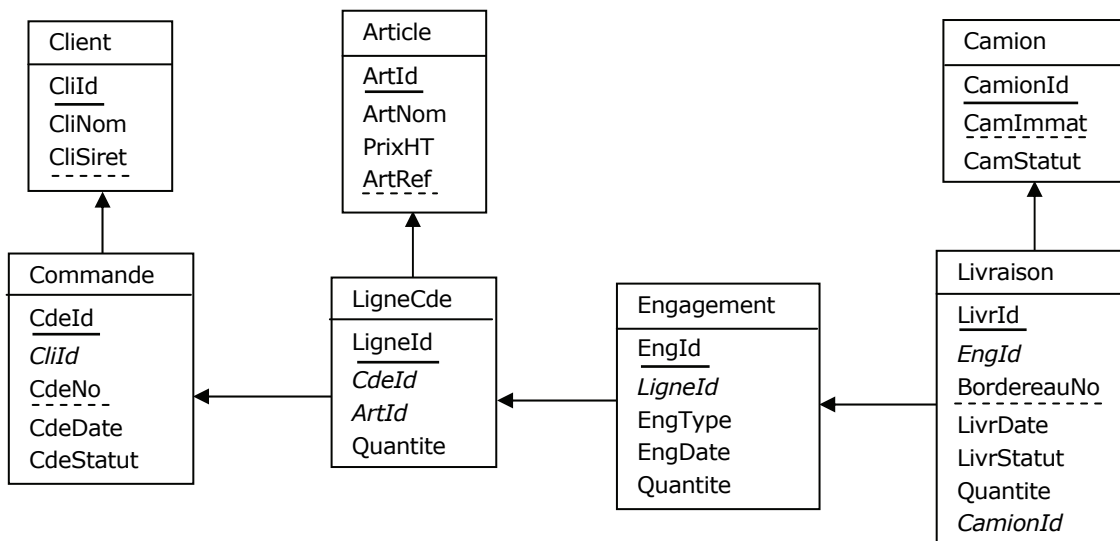 Client
CliId
CliNom
CliSiret
Article
ArtId
ArtNom
PrixHT
ArtRef
Camion
CamionId
CamImmat
CamStatut
Commande
CdeId
CliId
CdeNo
CdeDate
CdeStatut
LigneCde
LigneId
CdeId
ArtId
Quantite
Engagement
EngId
LigneId
EngType
EngDate
Quantite
Livraison
LivrId
EngId
BordereauNo
LivrDate
LivrStatut
Quantite
CamionId